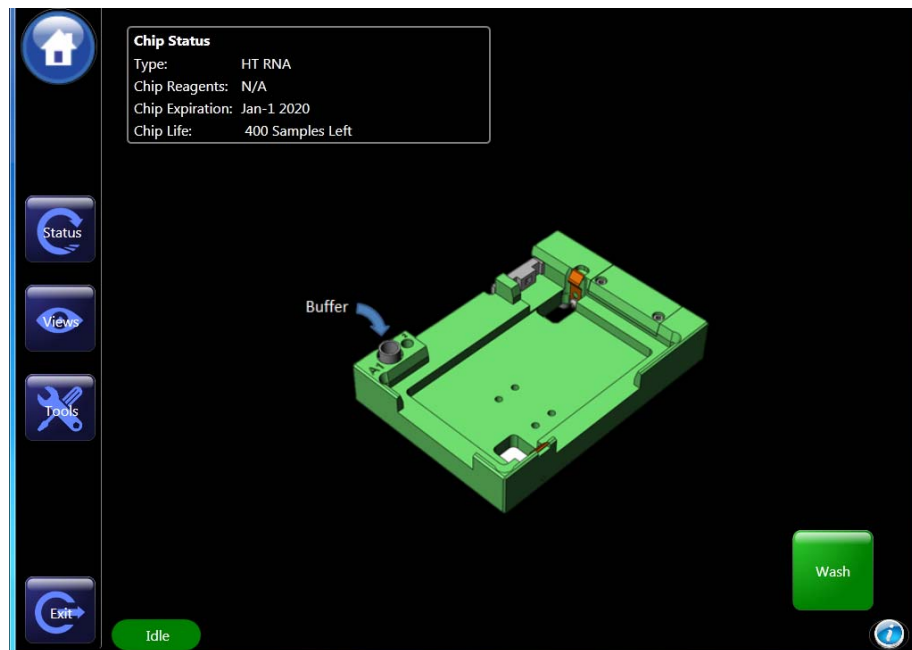 Chip Status
Type: HT RNA
Chip Reagents: N/A
Chip Expiration: Jan-1 2020
Chip Life: 400 Samples Left
Status
Buffer
Views
A1
Tools
Wash
Exit
Idle